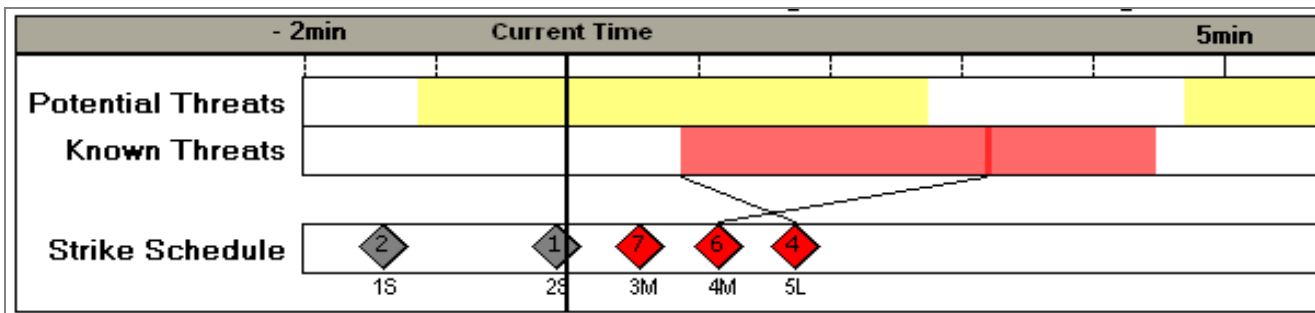 - 2min Current Time 5min
Potential Threats
Known Threats
Strike Schedule 2 1 7 6 4
1S 2S 3M 4M 5L